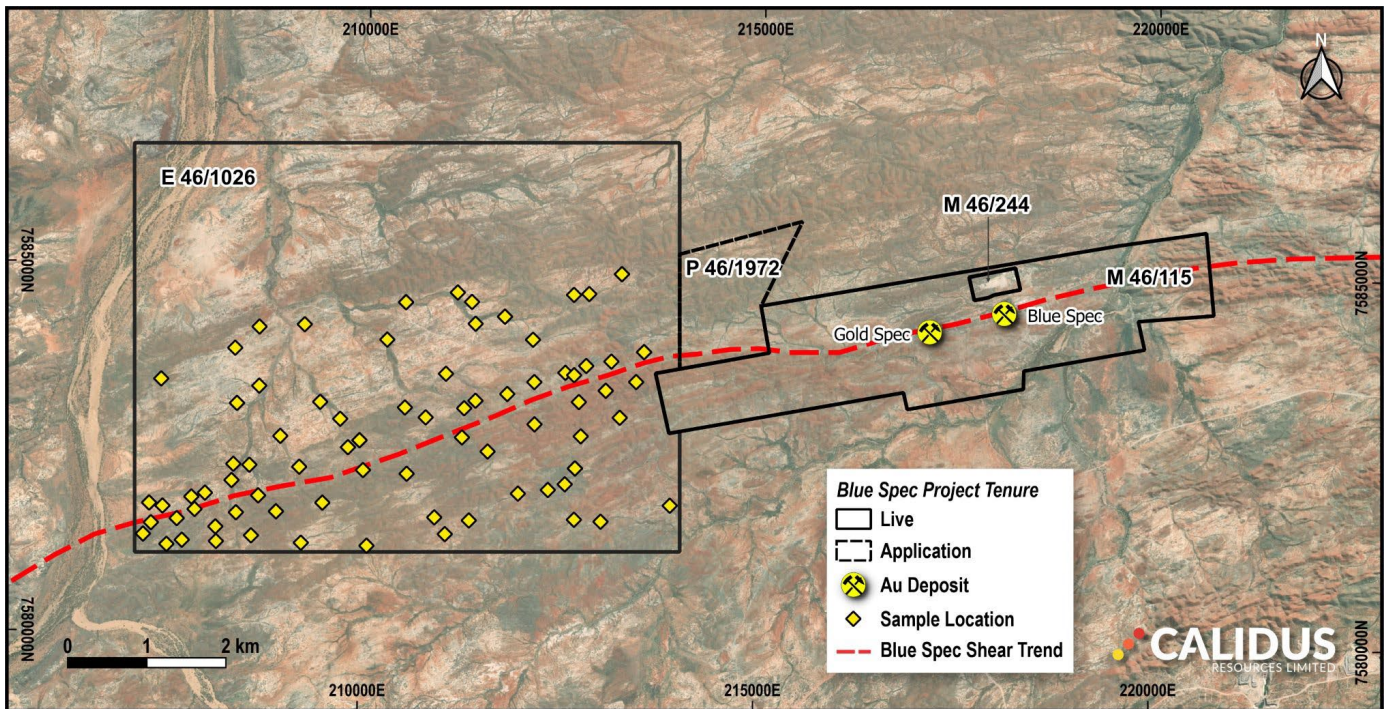 210000E
215000E
220000E
N
E 46/1026
M 46/244
P 46/1972
M 46/115
7585000N
7585000N
Gold Spec
Blue Spec
Blue Spec Project Tenure
Live
Application
Au Deposit
Sample Location
Blue Spec Shear Trend
7580000N
7580000N
0 1 2 km
CALIDUS
RESOURCES LIMITED
210000E
215000E
220000E